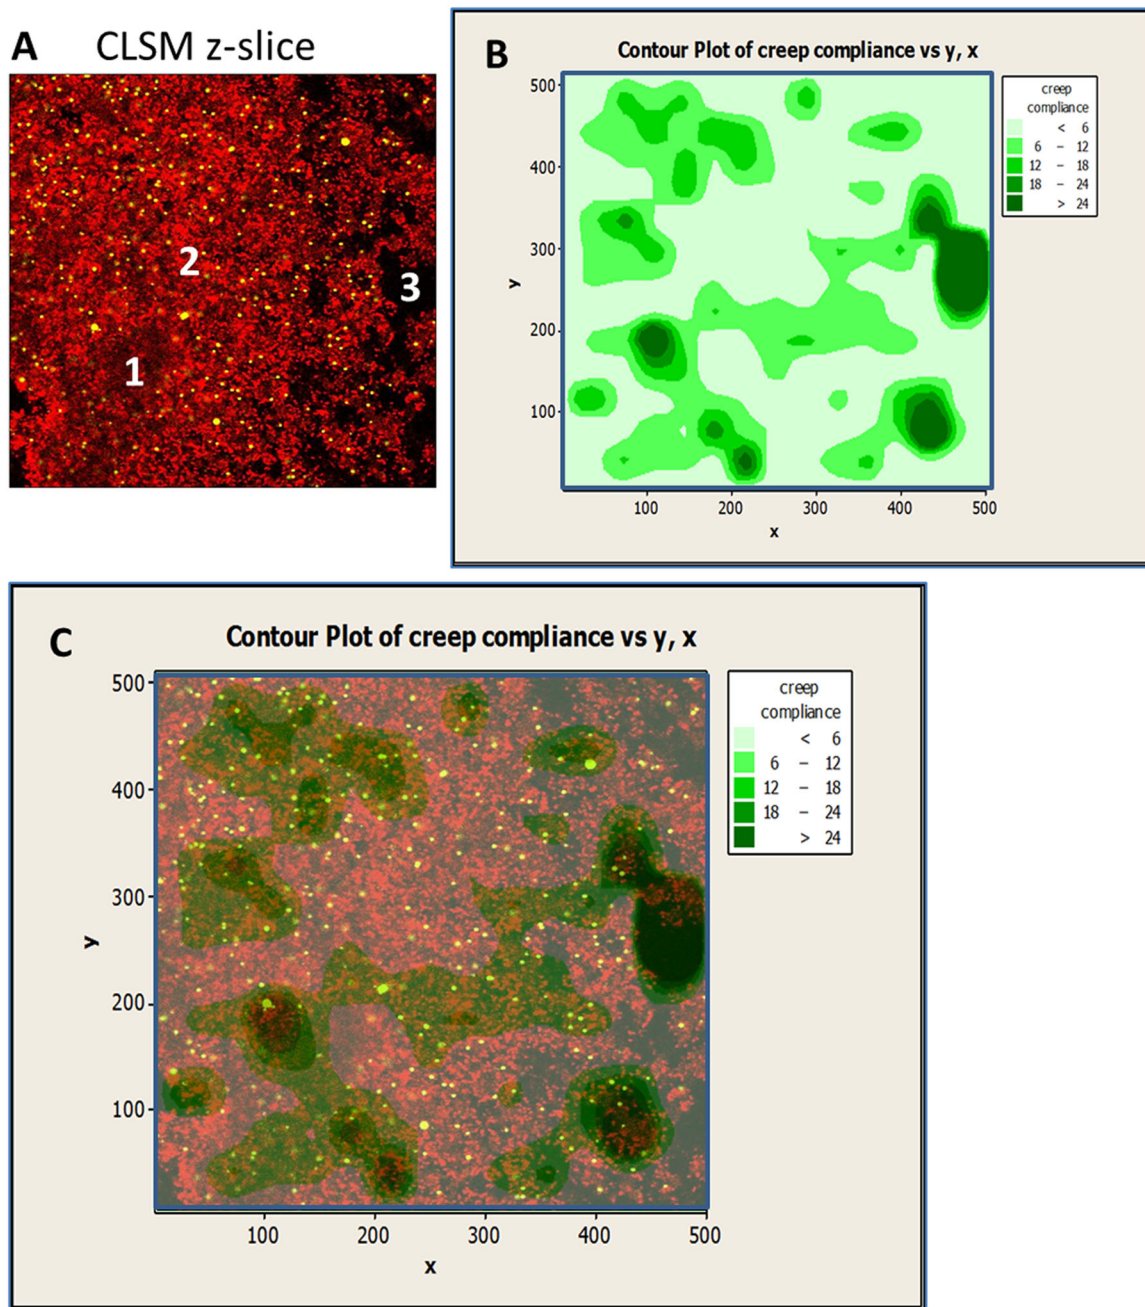 A CLSM z-slice
1
2
3
B
Contour Plot of creep compliance vs y, x
creep
compliance
< 6
6 – 12
12 – 18
18 – 24
> 24
500
400
300
200
100
y
100 200 300 400 500
x
C
Contour Plot of creep compliance vs y, x
creep
compliance
< 6
6 – 12
12 – 18
18 – 24
> 24
500
400
300
200
100
y
100 200 300 400 500
x